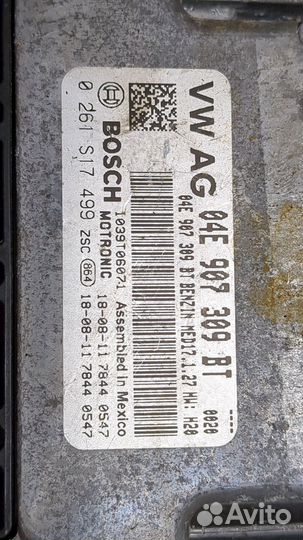 VW AG 04E 907 309 BT
04E 907 309 BT BENZIN MED17.1.27 HW: H20
0020
----
BOSCH
MOTRONIC
1039T06071
Assembled in Mexico
0 261 S17 499
ZSC 864
18-08-11 7844 0547
18-08-11 7844 0547
Avito